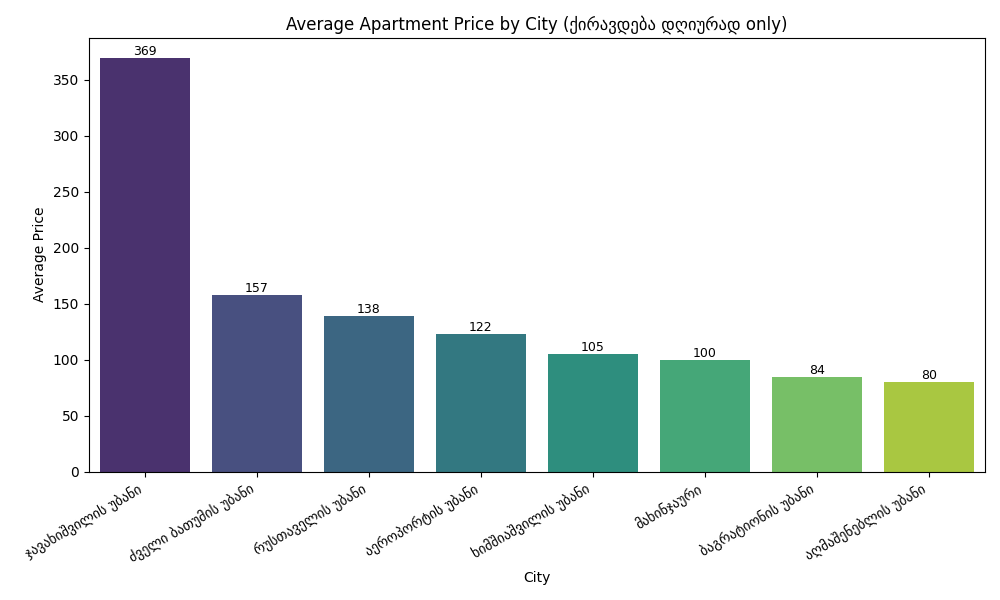 Average Apartment Price by City (ქირავდება დღიურად only)
Average Price
350
300
250
200
150
100
50
0
369
157
138
122
105
100
84
80
ჯავახიშვილის უბანი
ძველი ბათუმის უბანი
რუსთაველის უბანი
აეროპორტის უბანი
ხიმშიაშვილის უბანი
მახინჯაური
ბაგრატიონის უბანი
აღმაშენებლის უბანი
City